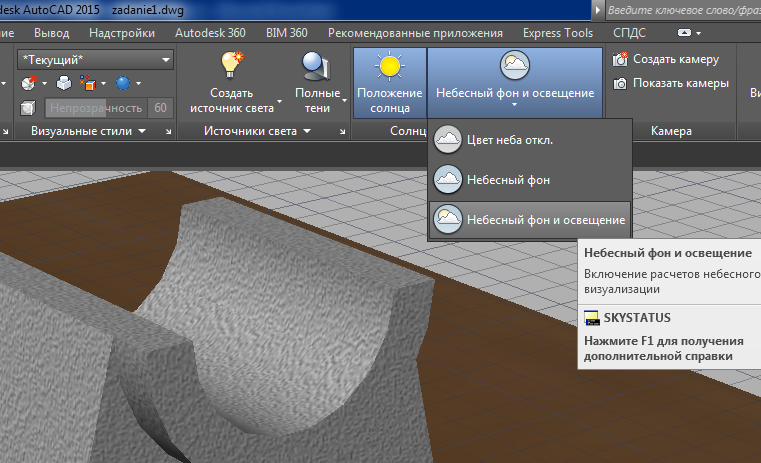 desk AutoCAD 2015 zadanie1.dwg
Введите ключевое слово/фраз
ение Вывод Надстройки Autodesk 360 BIM 360 Рекомендованные приложения Express Tools СПДС
*Текущий*
Непрозрачность 60
Визуальные стили
Создать
источник света
Полные
тени
Источники света
Положение
солнца
Небесный фон и освещение
Солнц
Создать камеру
Показать камеры
Камера
Ви
Цвет неба откл.
Небесный фон
Небесный фон и освещение
Небесный фон и освещение
Включение расчетов небесного
визуализации
SKYSTATUS
Нажмите F1 для получения
дополнительной справки